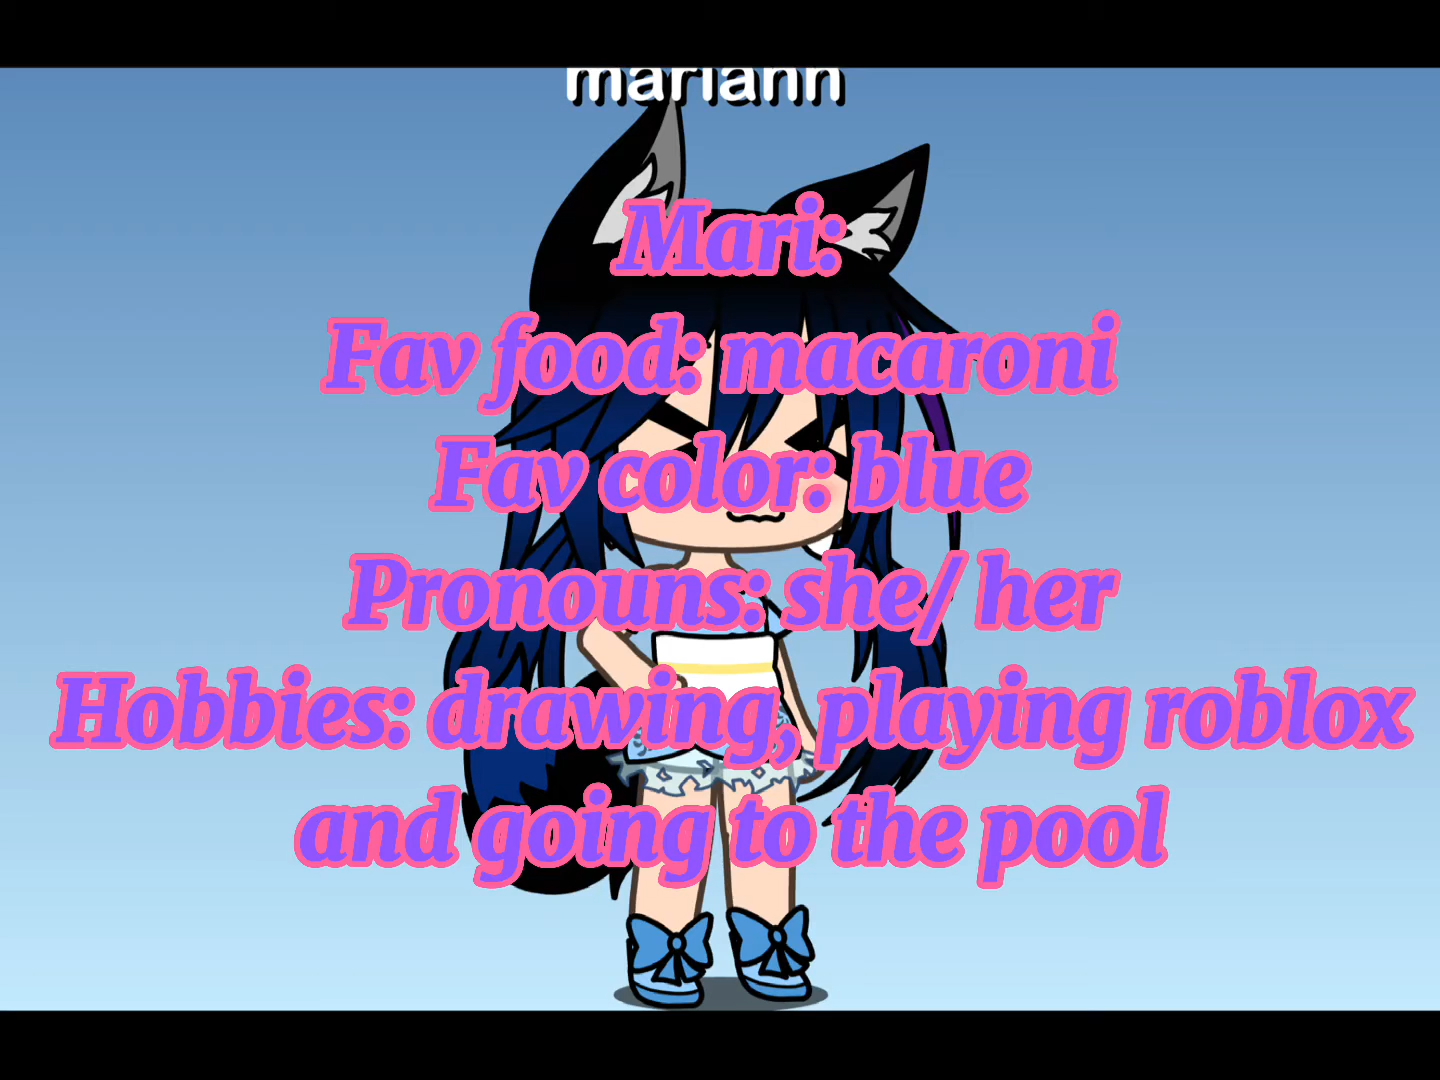 mariann
Mari:
Fav food: macaroni
Fav color: blue
Pronouns: she/ her
Hobbies: drawing, playing roblox
and going to the pool